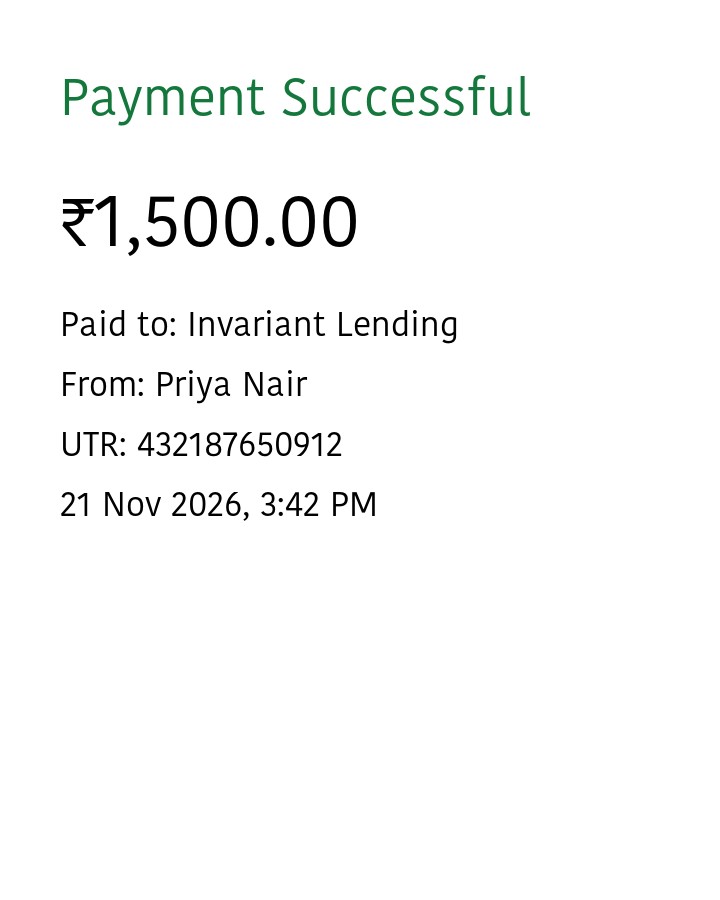 Payment Successful
₹1,500.00
Paid to: Invariant Lending
From: Priya Nair
UTR: 432187650912
21 Nov 2026, 3:42 PM